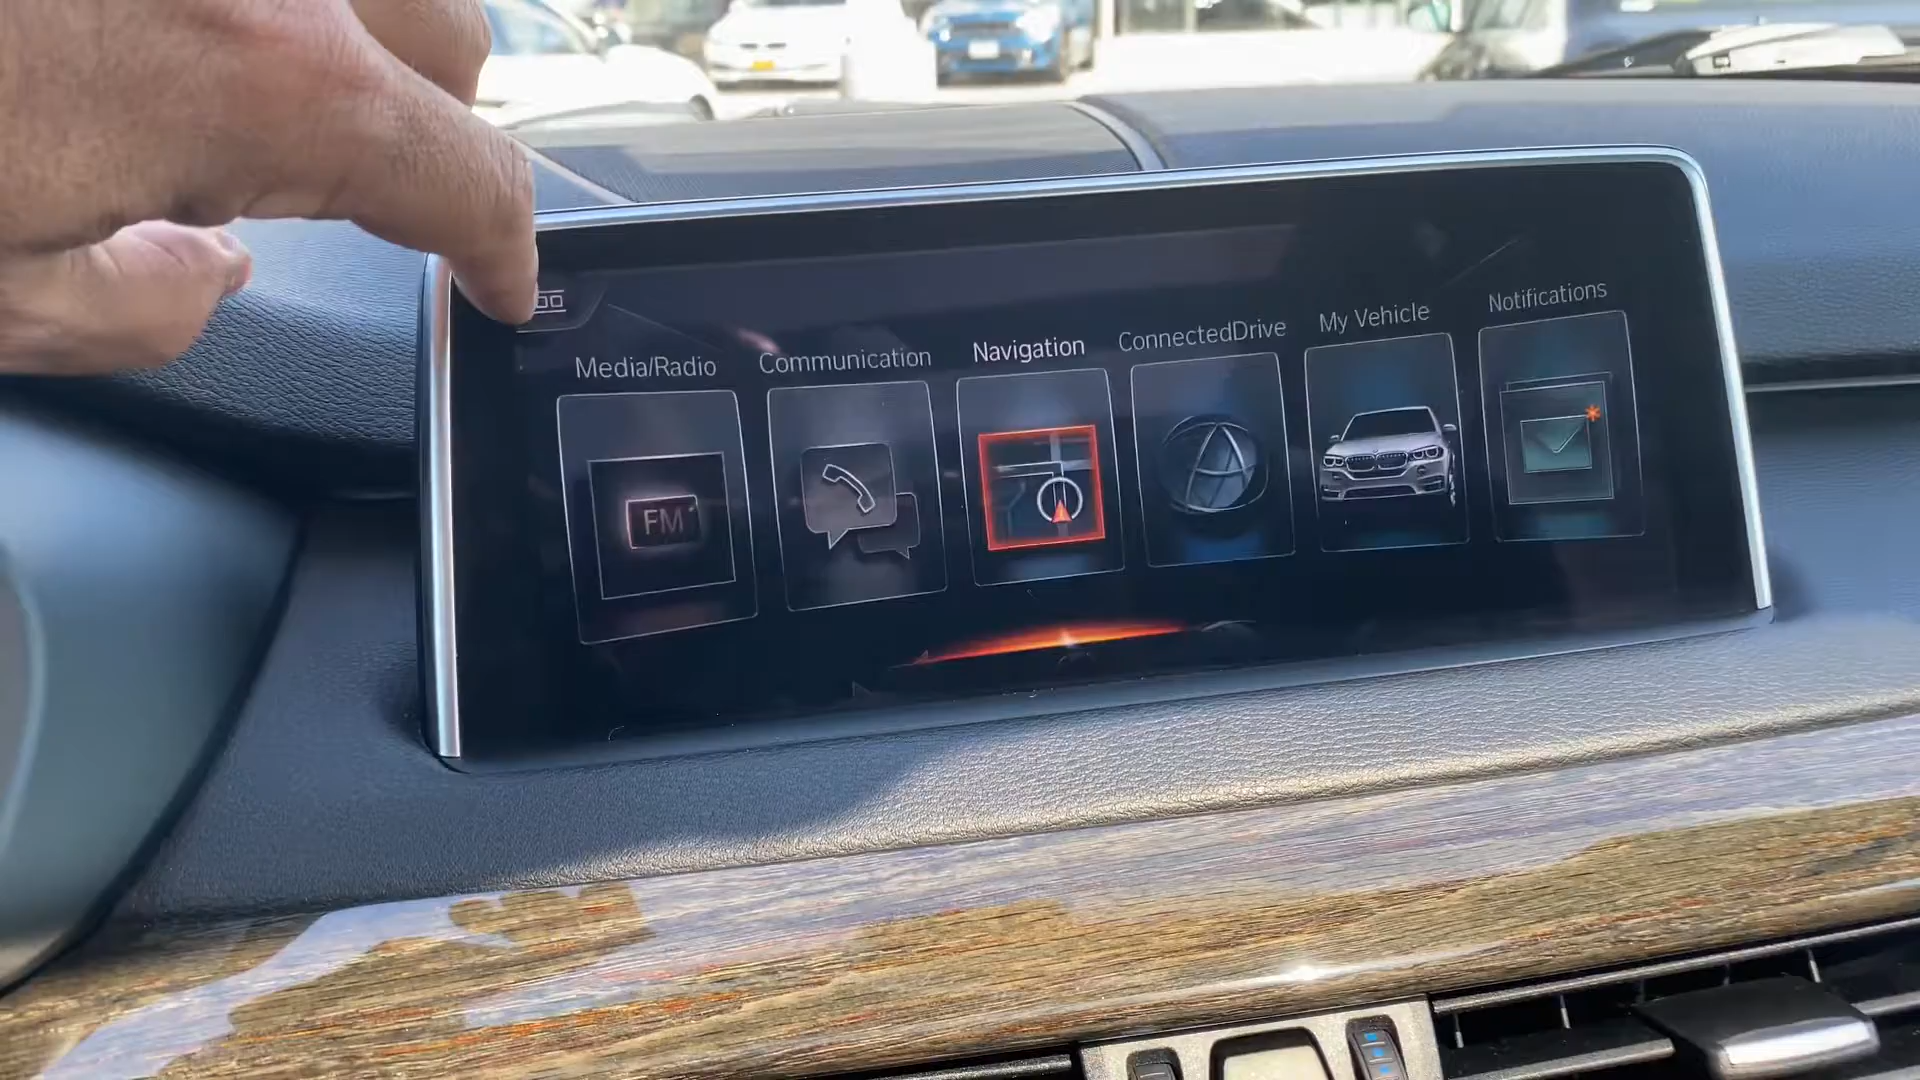 Media/Radio
Communication
Navigation
ConnectedDrive
My Vehicle
Notifications
FM